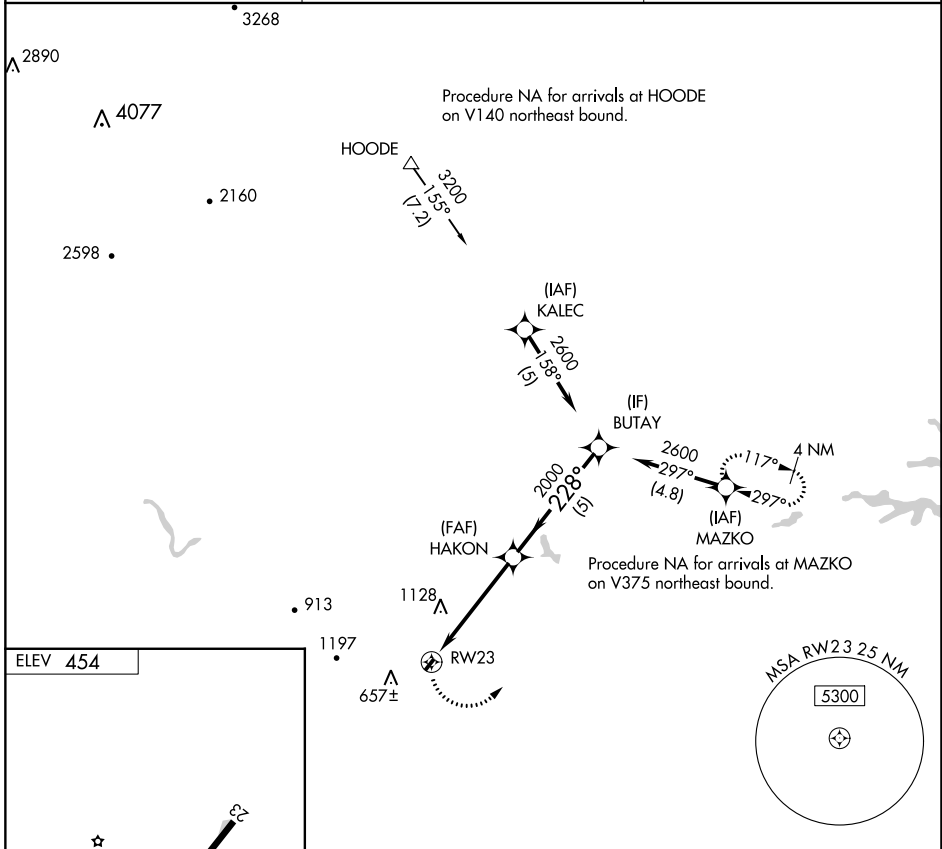 3268
2890
4077
Procedure NA for arrivals at HOODE
on V140 northeast bound.
HOODE
3200
155°
(7.2)
2160
2598
(IAF)
KALEC
2600
158°
(5)
(IF)
BUTAY
2600
297°
(4.8)
117°
4 NM
297°
(IAF)
MAZKO
2000
228°
(5)
(FAF)
HAKON
Procedure NA for arrivals at MAZKO
on V375 northeast bound.
1128
913
1197
RW23
657±
MSA RW23 25 NM
5300
ELEV 454
23